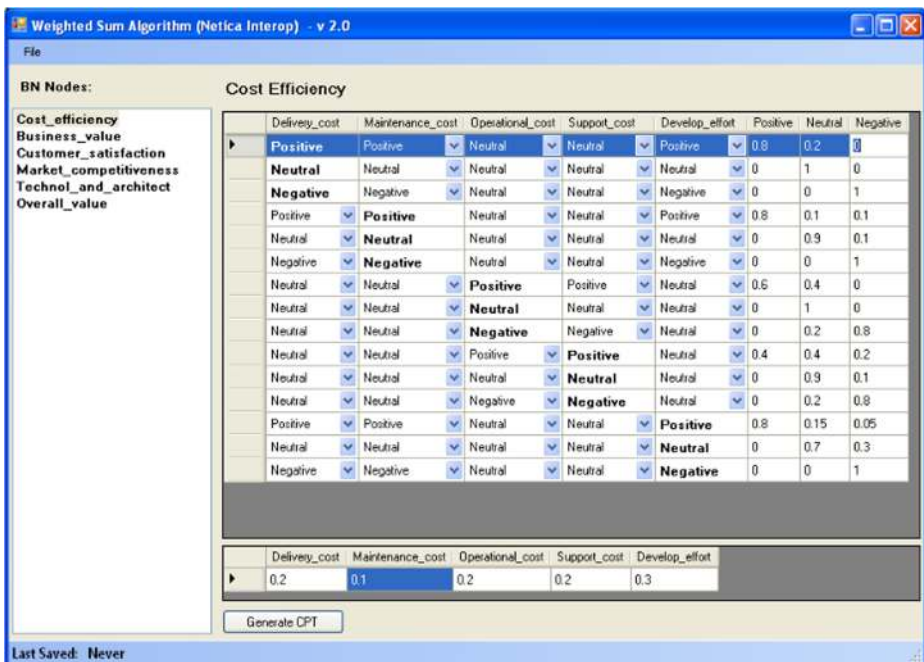 Weighted Sum Algorithm (Netica Interop) - v 2.0
File
BN Nodes:
Cost_efficiency
Business_value
Customer_satisfaction
Market_competitiveness
Technol_and_architect
Overall_value
Cost Efficiency
Delivery_cost Maintenance_cost Operational_cost Support_cost Develop_effort Positive Neutral Negative
Positive Positive Neutral Neutral Positive 0.8 0.2 0
Neutral Neutral Neutral Neutral Neutral 0 1 0
Negative Negative Neutral Neutral Negative 0 0 1
Positive Positive Neutral Neutral Positive 0.8 0.1 0.1
Neutral Neutral Neutral Neutral Neutral 0 0.9 0.1
Negative Negative Neutral Neutral Negative 0 0 1
Neutral Neutral Positive Positive Neutral 0.6 0.4 0
Neutral Neutral Neutral Neutral Neutral 0 1 0
Neutral Neutral Negative Negative Neutral 0 0.2 0.8
Neutral Neutral Positive Positive Neutral 0.4 0.4 0.2
Neutral Neutral Neutral Neutral Neutral 0 0.9 0.1
Neutral Neutral Negative Negative Neutral 0 0.2 0.8
Positive Positive Neutral Neutral Positive 0.8 0.15 0.05
Neutral Neutral Neutral Neutral Neutral 0 0.7 0.3
Negative Negative Neutral Neutral Negative 0 0 1
Delivery_cost Maintenance_cost Operational_cost Support_cost Develop_effort
0.2 0.1 0.2 0.2 0.3
Generate CPT
Last Saved: Never